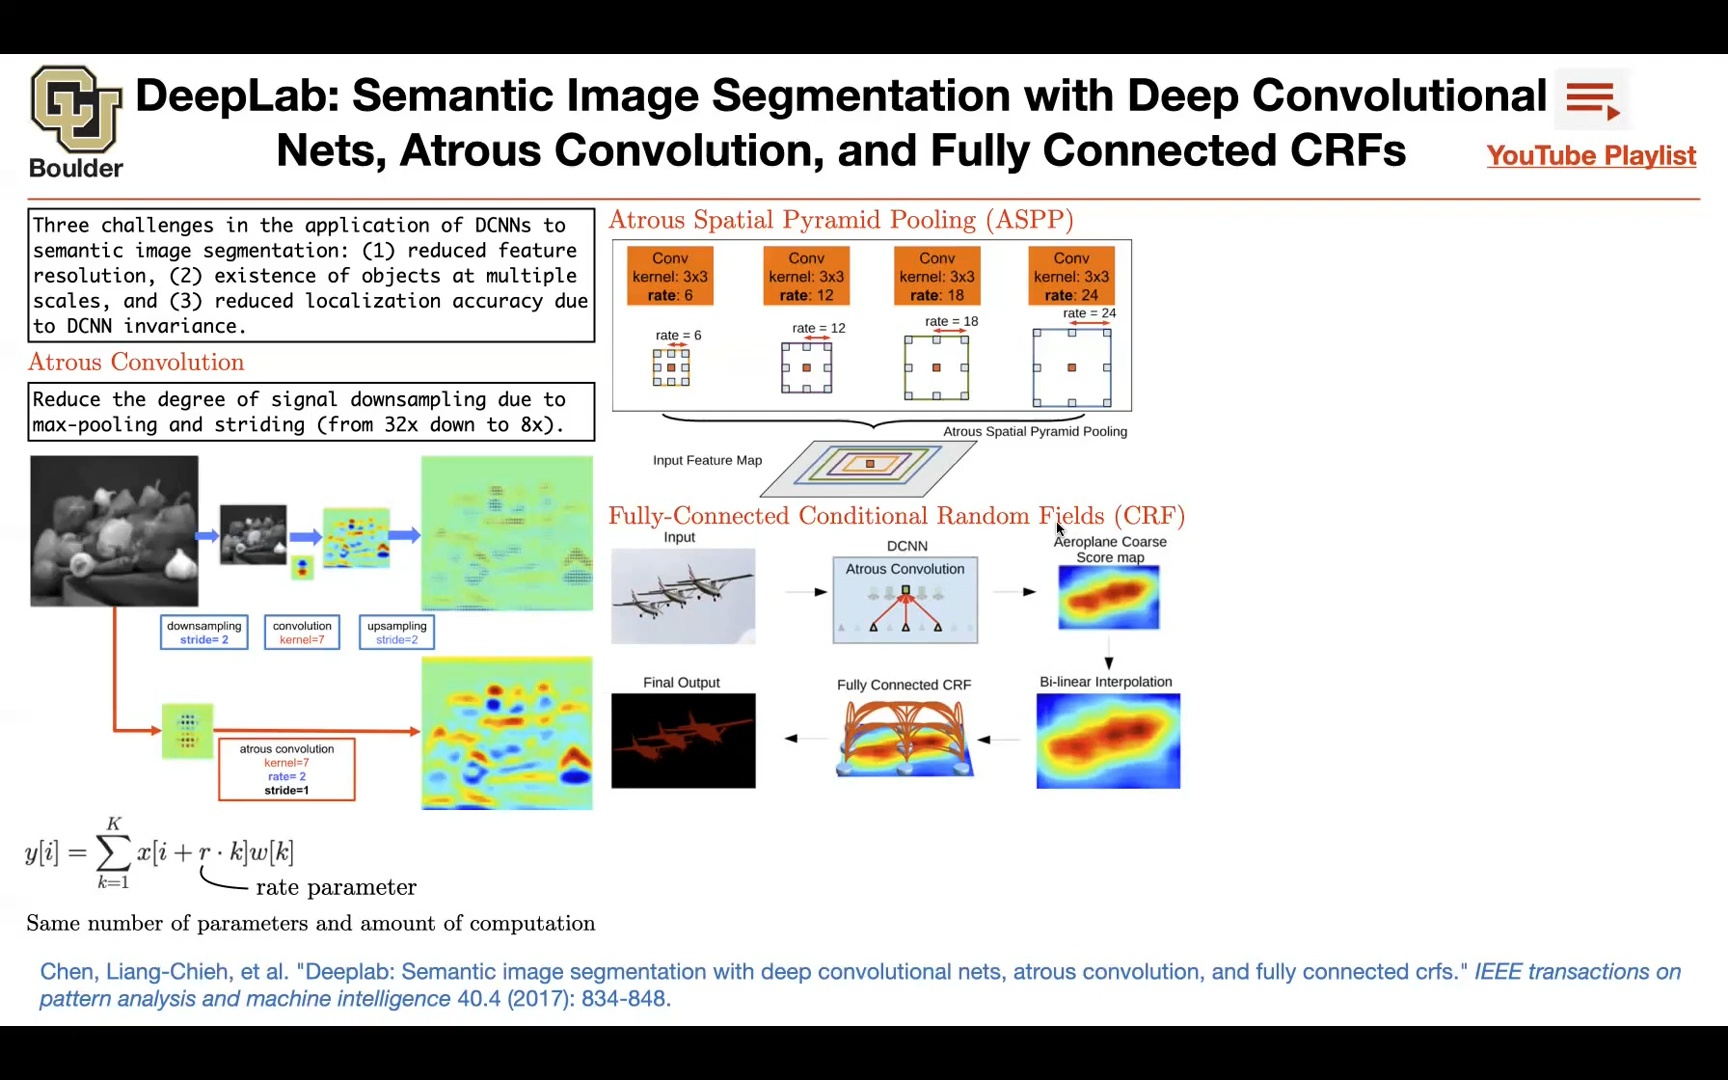 DeepLab: Semantic Image Segmentation with Deep Convolutional
Nets, Atrous Convolution, and Fully Connected CRFs
CU
Boulder
YouTube Playlist
Three challenges in the application of DCNNs to
semantic image segmentation: (1) reduced feature
resolution, (2) existence of objects at multiple
scales, and (3) reduced localization accuracy due
to DCNN invariance.
Atrous Convolution
Reduce the degree of signal downsampling due to
max-pooling and striding (from 32x down to 8x).
downsampling
stride= 2
convolution
kernel=7
upsampling
stride=2
atrous convolution
kernel=7
rate= 2
stride=1
y[i] = ∑_{k=1}^{K} x[i + r · k]w[k]
rate parameter
Same number of parameters and amount of computation
Atrous Spatial Pyramid Pooling (ASPP)
Conv
kernel: 3x3
rate: 6
Conv
kernel: 3x3
rate: 12
Conv
kernel: 3x3
rate: 18
Conv
kernel: 3x3
rate: 24
rate = 6
rate = 12
rate = 18
rate = 24
Atrous Spatial Pyramid Pooling
Input Feature Map
Fully-Connected Conditional Random Fields (CRF)
Input
DCNN
Atrous Convolution
Aeroplane Coarse
Score map
Final Output
Fully Connected CRF
Bi-linear Interpolation
Chen, Liang-Chieh, et al. "Deeplab: Semantic image segmentation with deep convolutional nets, atrous convolution, and fully connected crfs." IEEE transactions on
pattern analysis and machine intelligence 40.4 (2017): 834-848.